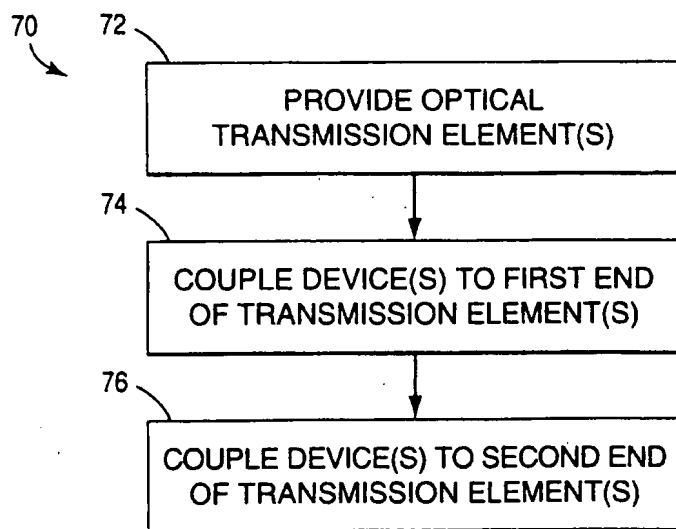 70
72
PROVIDE OPTICAL
TRANSMISSION ELEMENT(S)
74
COUPLE DEVICE(S) TO FIRST END
OF TRANSMISSION ELEMENT(S)
76
COUPLE DEVICE(S) TO SECOND END
OF TRANSMISSION ELEMENT(S)